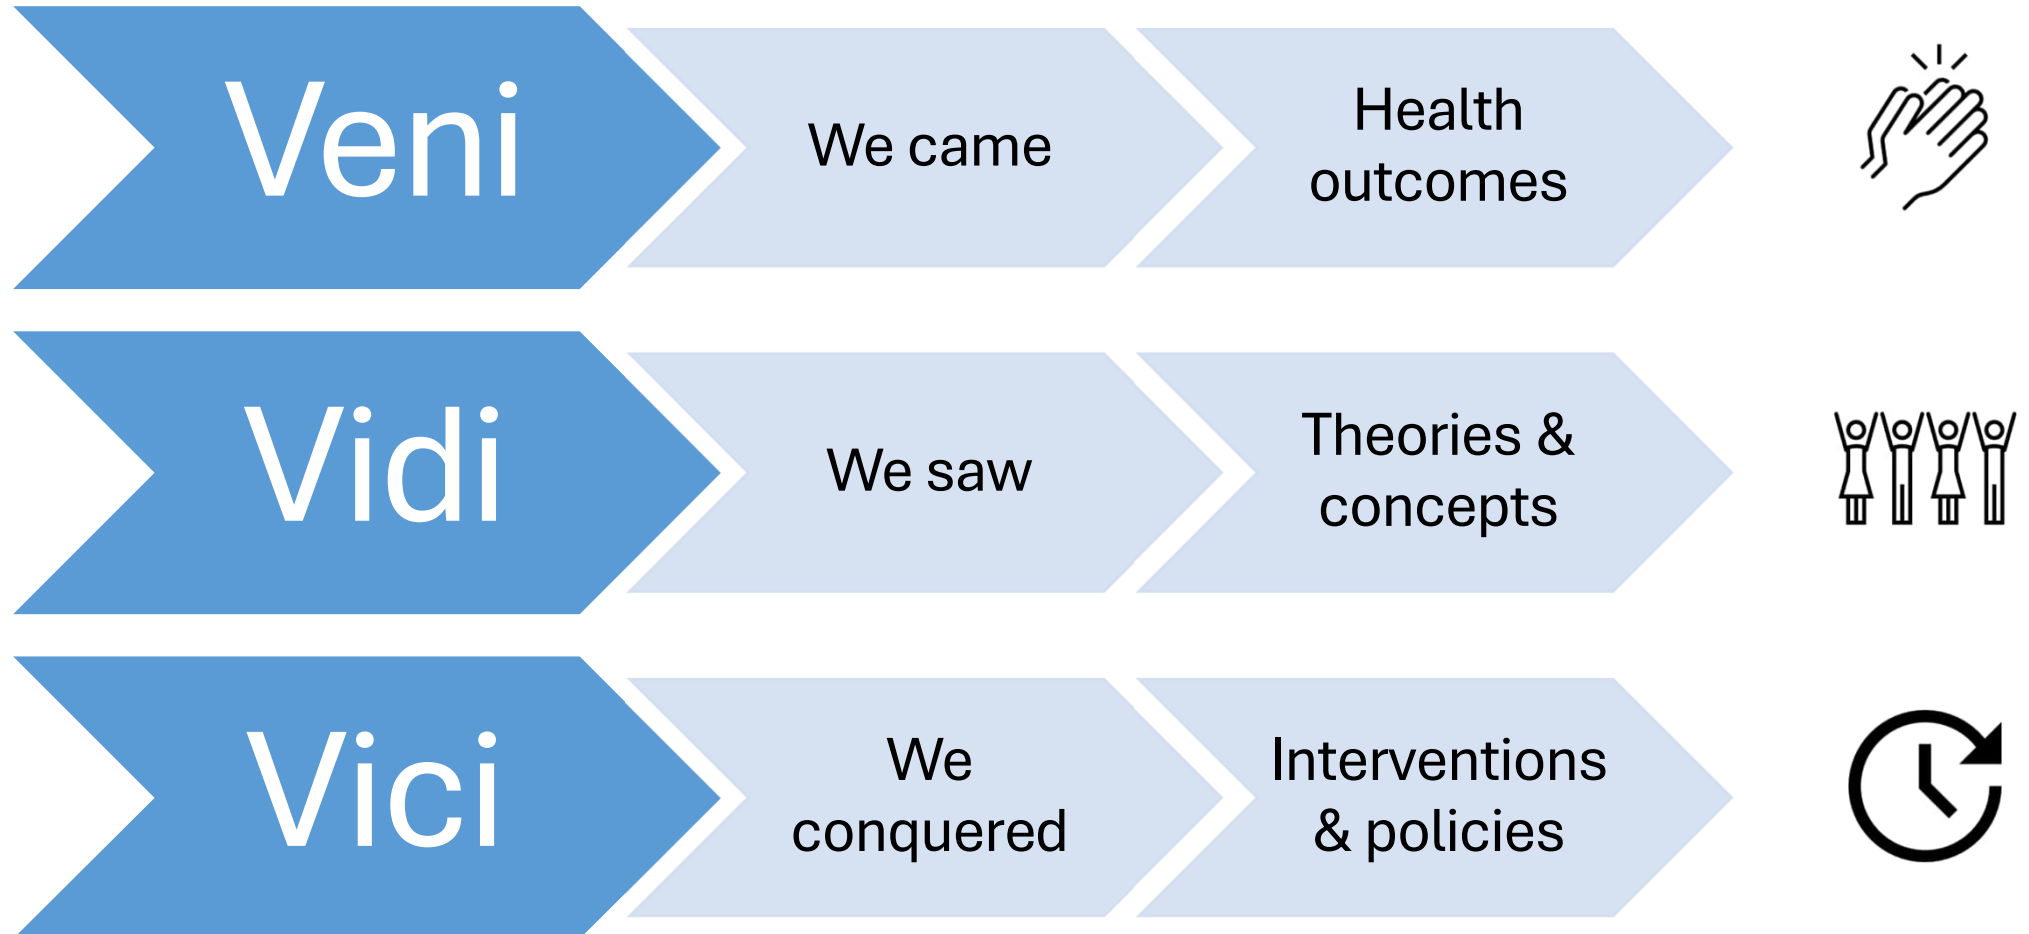 Veni
We came
Health
outcomes
Vidi
We saw
Theories &
concepts
Vici
We
conquered
Interventions
& policies